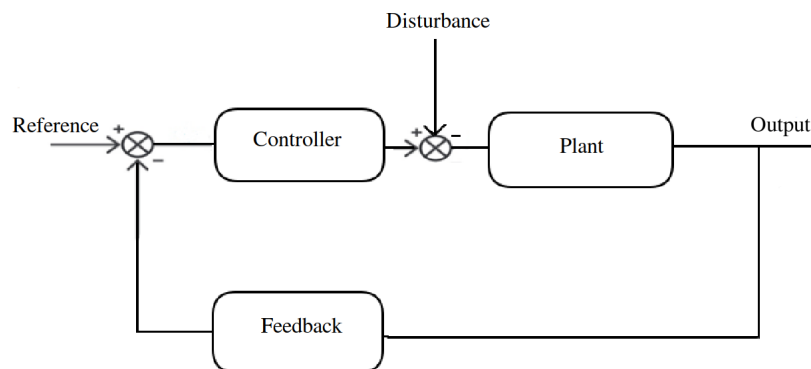 Disturbance
Reference
+
−
Controller
+
−
Plant
Output
Feedback